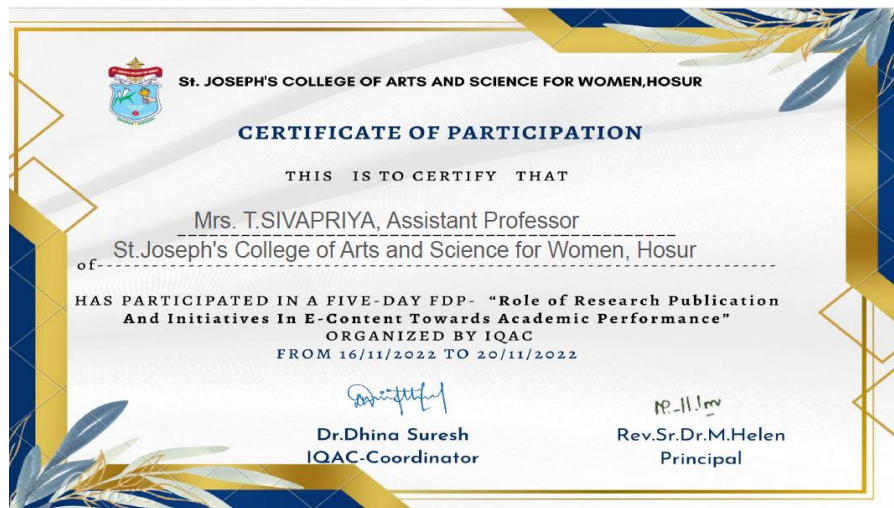 St. JOSEPH'S COLLEGE OF ARTS AND SCIENCE FOR WOMEN,HOSUR
CERTIFICATE OF PARTICIPATION
THIS IS TO CERTIFY THAT
Mrs. T.SIVAPRIYA, Assistant Professor
of St.Joseph's College of Arts and Science for Women, Hosur
HAS PARTICIPATED IN A FIVE-DAY FDP- “Role of Research Publication
And Initiatives In E-Content Towards Academic Performance”
ORGANIZED BY IQAC
FROM 16/11/2022 TO 20/11/2022
Dr.Dhina Suresh
IQAC-Coordinator
Rev.Sr.Dr.M.Helen
Principal